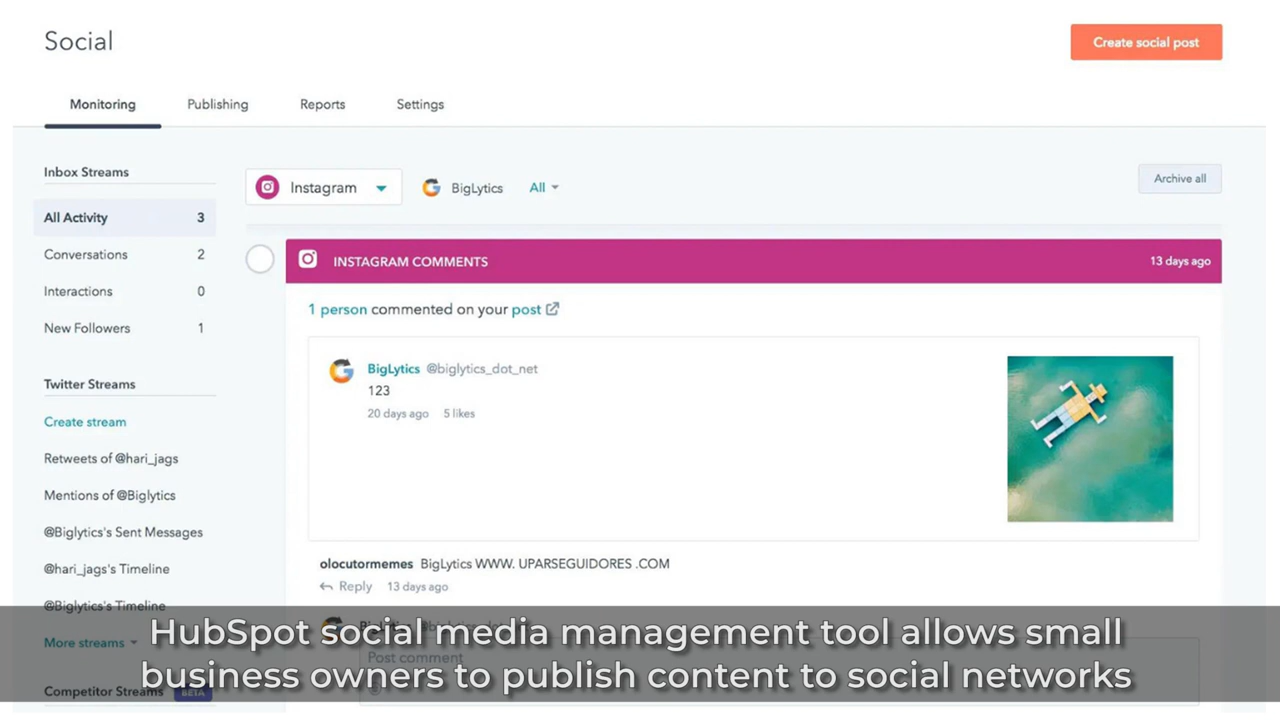 Social
Create social post
Monitoring
Publishing
Reports
Settings
Inbox Streams
All Activity 3
Conversations 2
Interactions 0
New Followers 1
Twitter Streams
Create stream
Retweets of @hari_jags
Mentions of @Biglytics
@Biglytics's Sent Messages
@hari_jags's Timeline
@Biglytics's Timeline
More streams
Competitor Streams BETA
Instagram
BigLytics
All
Archive all
INSTAGRAM COMMENTS
13 days ago
1 person commented on your post
BigLytics @biglytics_dot_net
123
20 days ago 5 likes
olocutormemes BigLytics WWW. UPARSEGUIDORES .COM
Reply 13 days ago
Post comment
HubSpot social media management tool allows small
business owners to publish content to social networks